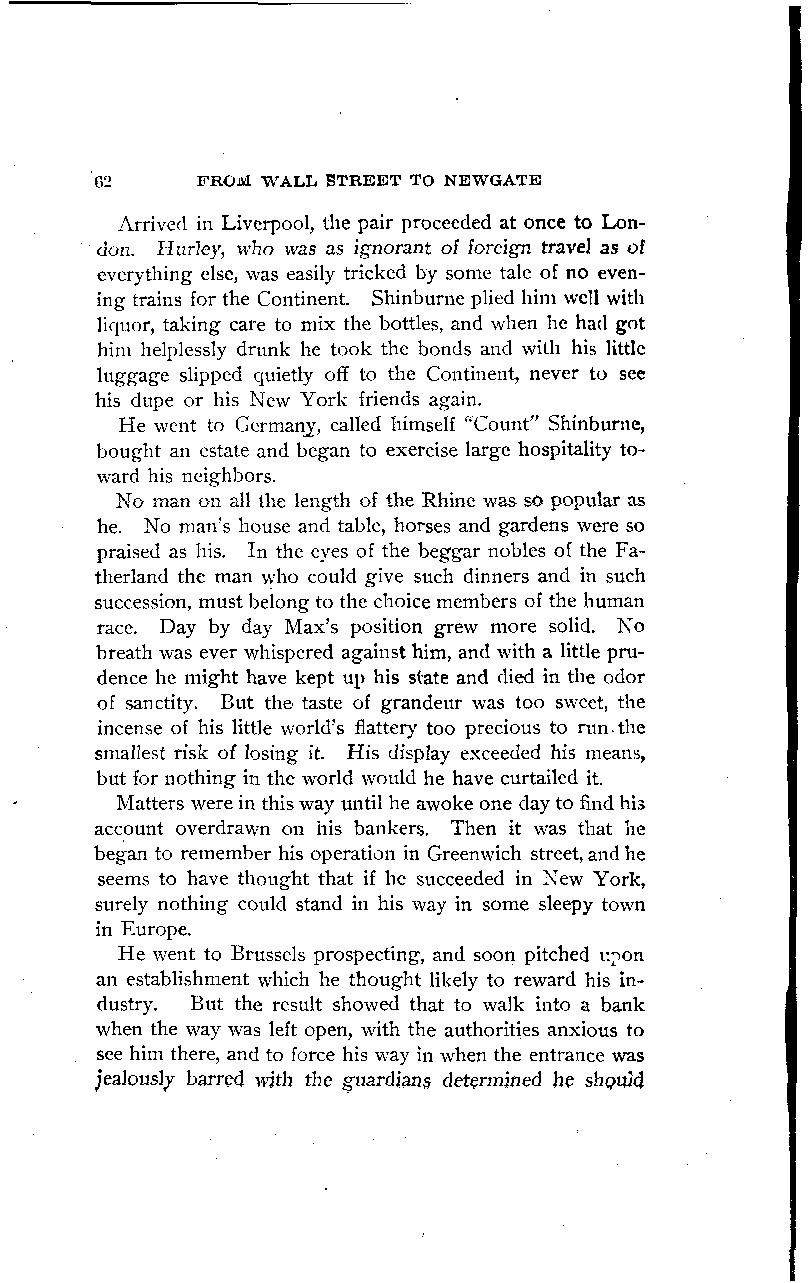 62 FROM WALL STREET TO NEWGATE
Arrived in Liverpool, the pair proceeded at once to Lon-
don. Hurley, who was as ignorant of foreign travel as of
everything else, was easily tricked by some tale of no even-
ing trains for the Continent. Shinburne plied him well with
liquor, taking care to mix the bottles, and when he had got
him helplessly drunk he took the bonds and with his little
luggage slipped quietly off to the Continent, never to see
his dupe or his New York friends again.
He went to Germany, called himself "Count" Shinburne,
bought an estate and began to exercise large hospitality to-
ward his neighbors.
No man on all the length of the Rhine was so popular as
he. No man's house and table, horses and gardens were so
praised as his. In the eyes of the beggar nobles of the Fa-
therland the man who could give such dinners and in such
succession, must belong to the choice members of the human
race. Day by day Max's position grew more solid. No
breath was ever whispered against him, and with a little pru-
dence he might have kept up his state and died in the odor
of sanctity. But the taste of grandeur was too sweet, the
incense of his little world's flattery too precious to run the
smallest risk of losing it. His display exceeded his means,
but for nothing in the world would he have curtailed it.
Matters were in this way until he awoke one day to find his
account overdrawn on his bankers. Then it was that he
began to remember his operation in Greenwich street, and he
seems to have thought that if he succeeded in New York,
surely nothing could stand in his way in some sleepy town
in Europe.
He went to Brussels prospecting, and soon pitched upon
an establishment which he thought likely to reward his in-
dustry. But the result showed that to walk into a bank
when the way was left open, with the authorities anxious to
see him there, and to force his way in when the entrance was
jealously barred with the guardians determined he should